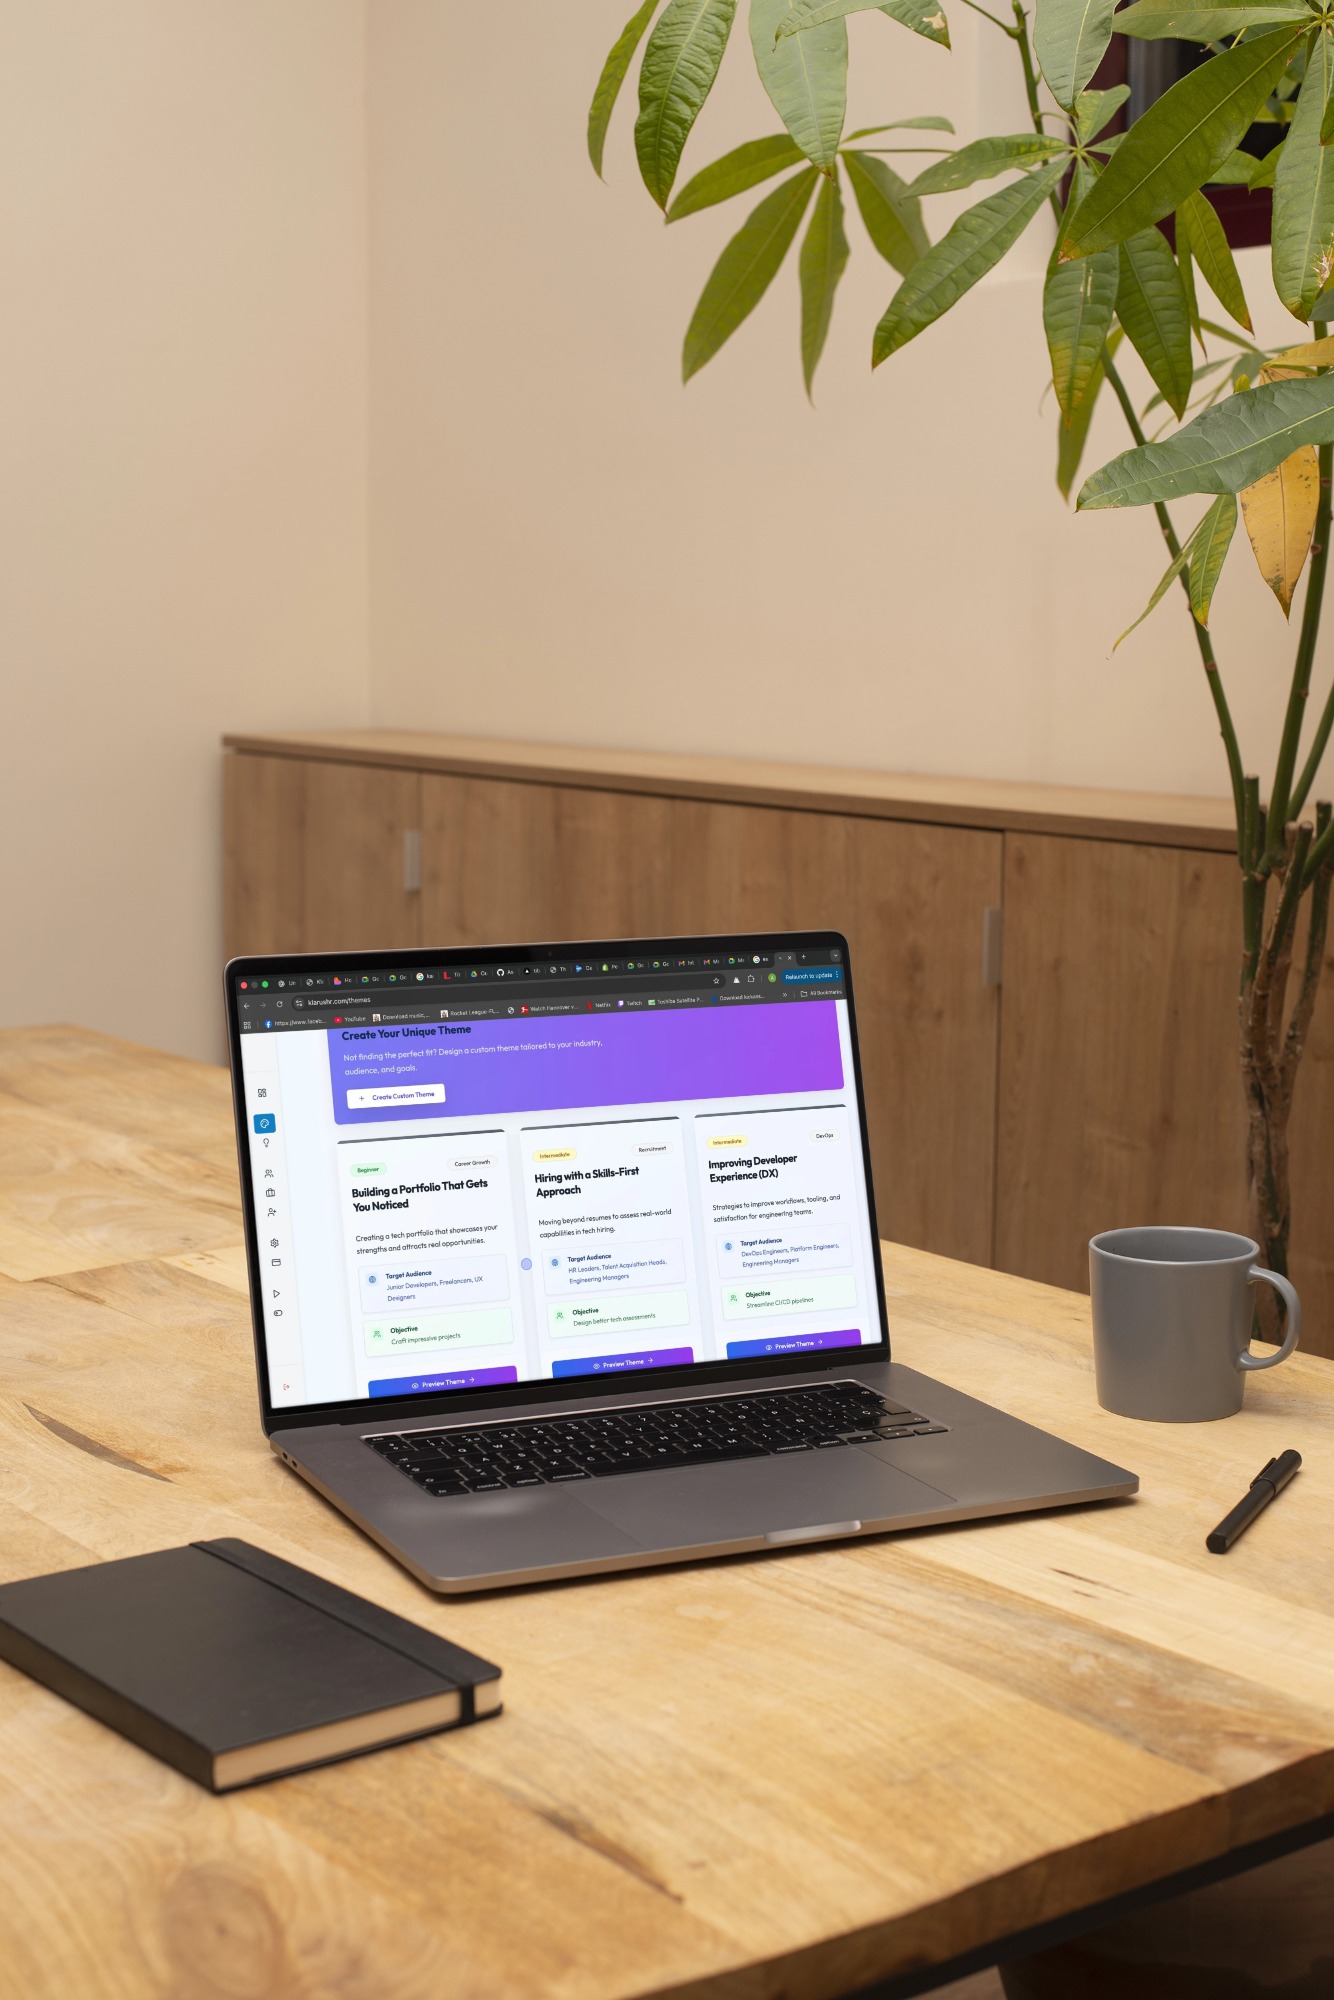 klarushr.com/themes
Relaunch to update
https://www.faceb...
YouTube
Download music,...
Rocket League-FL...
Watch Hannover v...
Netflix
Twitch
Toshiba Satellite P...
All Bookmarks
Create Your Unique Theme
Not finding the perfect fit? Design a custom theme tailored to your industry,
audience, and goals.
+ Create Custom Theme
Beginner
Career Growth
Building a Portfolio That Gets
You Noticed
Creating a tech portfolio that showcases your
strengths and attracts real opportunities.
Target Audience
Junior Developers, Freelancers, UX
Designers
Objective
Craft impressive projects
Preview Theme →
Intermediate
Recruitment
Hiring with a Skills-First
Approach
Moving beyond resumes to assess real-world
capabilities in tech hiring.
Target Audience
HR Leaders, Talent Acquisition Heads,
Engineering Managers
Objective
Design better tech assessments
Preview Theme →
Intermediate
DevOps
Improving Developer
Experience (DX)
Strategies to improve workflows, tooling, and
satisfaction for engineering teams.
Target Audience
DevOps Engineers, Platform Engineers,
Engineering Managers
Objective
Streamline CI/CD pipelines
Preview Theme →
control
option
command
command
option